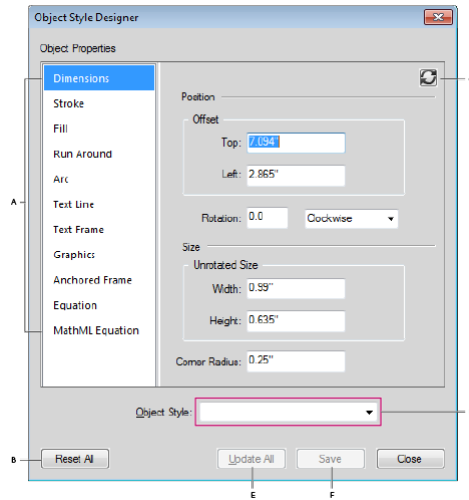 Object Style Designer
Object Properties
Dimensions
Stroke
Fill
Run Around
Arc
Text Line
Text Frame
Graphics
Anchored Frame
Equation
MathML Equation
Position
Offset
Top: 7.094"
Left: 2.865"
Rotation: 0.0 Clockwise
Size
Unrotated Size
Width: 0.99"
Height: 0.635"
Corner Radius: 0.25"
A
Object Style:
B
Reset All
Update All
Save
Close
E
F